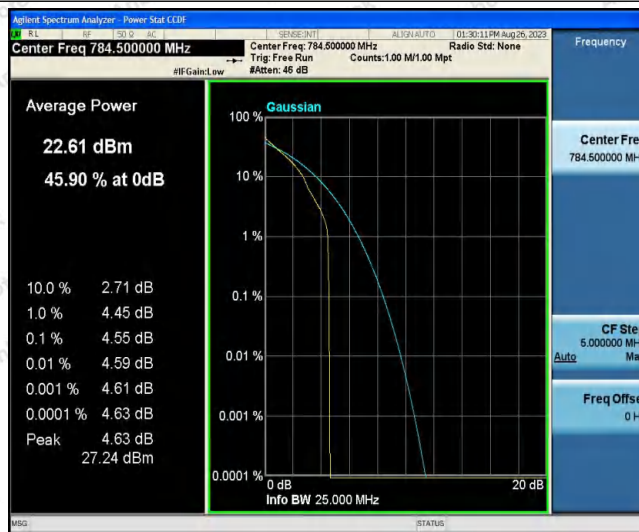 Agilent Spectrum Analyzer - Power Stat CCDF
RL RF 50 Ω AC SENSE:INT ALIGN AUTO 01:30:11 PM Aug 26, 2023
Center Freq 784.500000 MHz
Center Freq: 784.500000 MHz Radio Std: None
Trig: Free Run Counts:1.00 M/1.00 Mpt
#IFGain:Low #Atten: 46 dB
Frequency
Average Power
22.61 dBm
45.90 % at 0dB
10.0 % 2.71 dB
1.0 % 4.45 dB
0.1 % 4.55 dB
0.01 % 4.59 dB
0.001 % 4.61 dB
0.0001 % 4.63 dB
Peak 4.63 dB
27.24 dBm
Gaussian
100 %
10 %
1 %
0.1 %
0.01 %
0.001 %
0.0001 %
0 dB 20 dB
Info BW 25.000 MHz
Center Fre
784.500000 MH
CF Ste
5.000000 MH
Auto Ma
Freq Offse
0 H
MSG STATUS